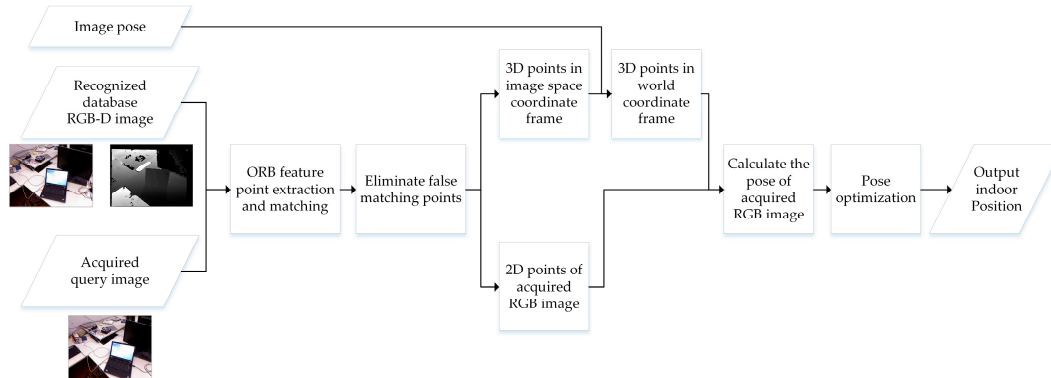 Image pose
Recognized
database
RGB-D image
ORB feature
point extraction
and matching
Eliminate false
matching points
Acquired
query image
3D points in
image space
coordinate
frame
3D points in
world
coordinate
frame
2D points of
acquired
RGB image
Calculate the
pose of
acquired
RGB image
Pose
optimization
Output
indoor
Position